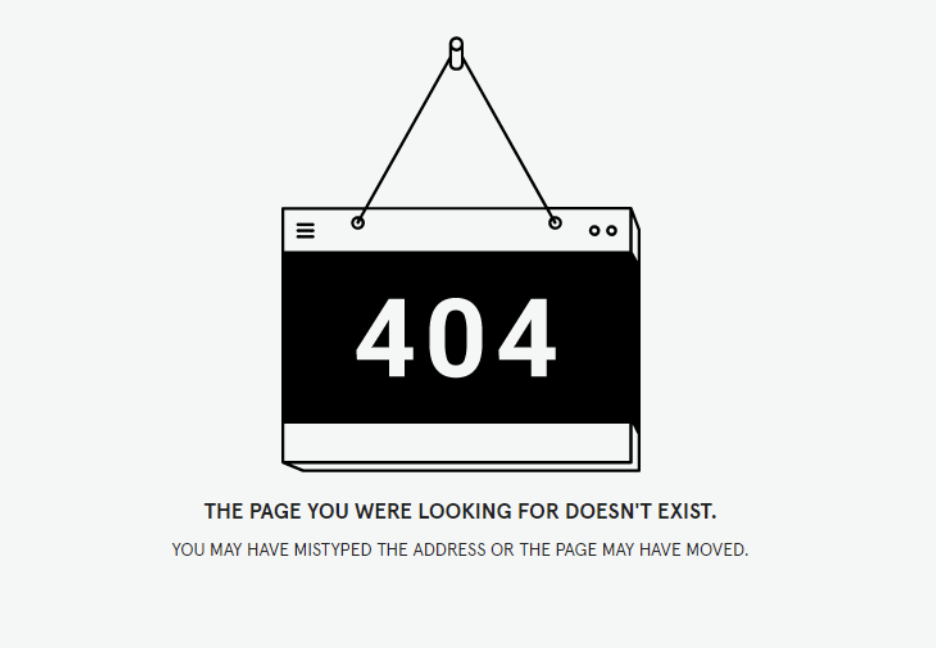 404
THE PAGE YOU WERE LOOKING FOR DOESN'T EXIST.
YOU MAY HAVE MISTYPED THE ADDRESS OR THE PAGE MAY HAVE MOVED.